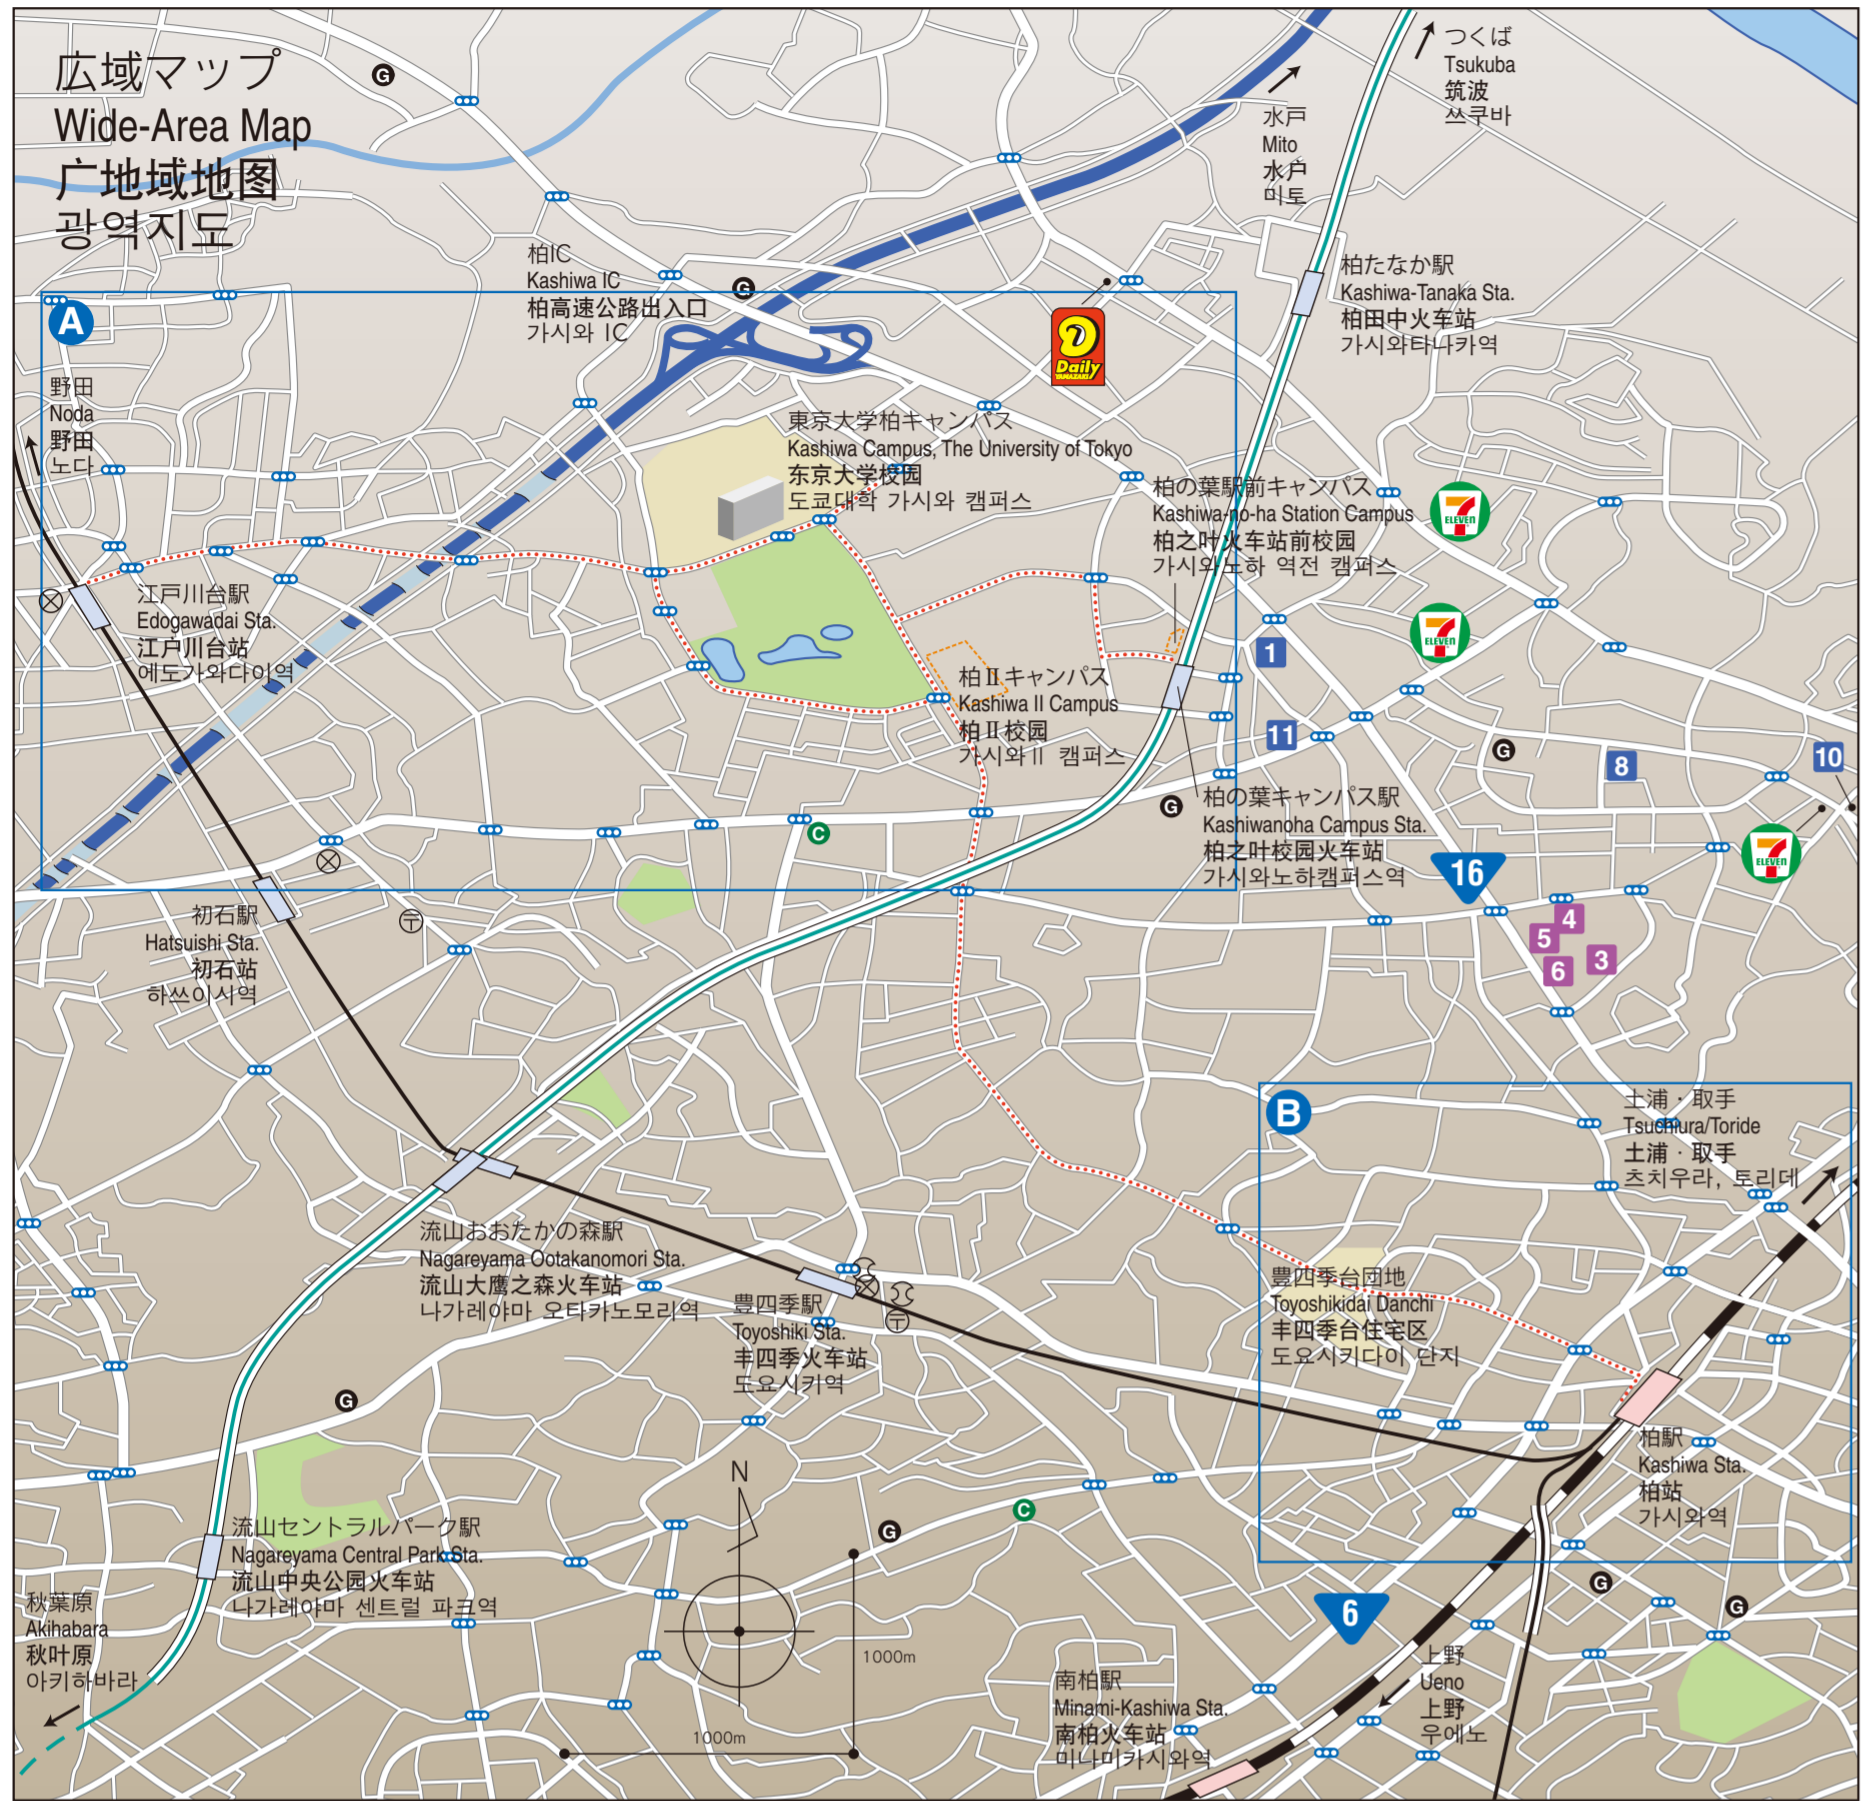 広域マップ
Wide-Area Map
广地域地图
광역지도
G
つくば
Tsukuba
筑波
쓰쿠바
水戸
Mito
水户
미토
柏IC
Kashiwa IC
柏高速公路出入口
가시와 IC
G
柏たなか駅
Kashiwa-Tanaka Sta.
柏田中火车站
가시와타나카역
A
Daily
YAMAZAKI
野田
Noda
野田
노다
東京大学柏キャンパス
Kashiwa Campus, The University of Tokyo
东京大学校园
도쿄대학 가시와 캠퍼스
柏の葉駅前キャンパス
Kashiwa-no-ha Station Campus
柏之叶火车站前校园
가시와노하 역전 캠퍼스
7
ELEVEN
江戸川台駅
Edogawadai Sta.
江户川台站
에도가와다이역
7
ELEVEN
1
柏Ⅱキャンパス
Kashiwa II Campus
柏Ⅱ校园
가시와Ⅱ 캠퍼스
11
G
8
10
柏の葉キャンパス駅
Kashiwanoha Campus Sta.
柏之叶校园火车站
가시와노하캠퍼스역
G
C
7
ELEVEN
16
初石駅
Hatsuishi Sta.
初石站
하쓰이시역
〒
4
5
3
6
B
土浦・取手
Tsuchiura/Toride
土浦・取手
츠치우라, 토리데
流山おおたかの森駅
Nagareyama Ootakanomori Sta.
流山大鹰之森火车站
나가레야마 오타카노모리역
豊四季駅
Toyoshiki Sta.
丰四季火车站
도요시키역
〒
豊四季台団地
Toyoshikidai Danchi
丰四季台住宅区
도요시키다이 단지
G
柏駅
Kashiwa Sta.
柏站
가시와역
N
C
G
流山セントラルパーク駅
Nagareyama Central Park Sta.
流山中央公园火车站
나가레야마 센트럴 파크역
秋葉原
Akihabara
秋叶原
아키하바라
6
G
G
1000m
1000m
上野
Ueno
上野
우에노
南柏駅
Minami-Kashiwa Sta.
南柏火车站
미나미카시와역